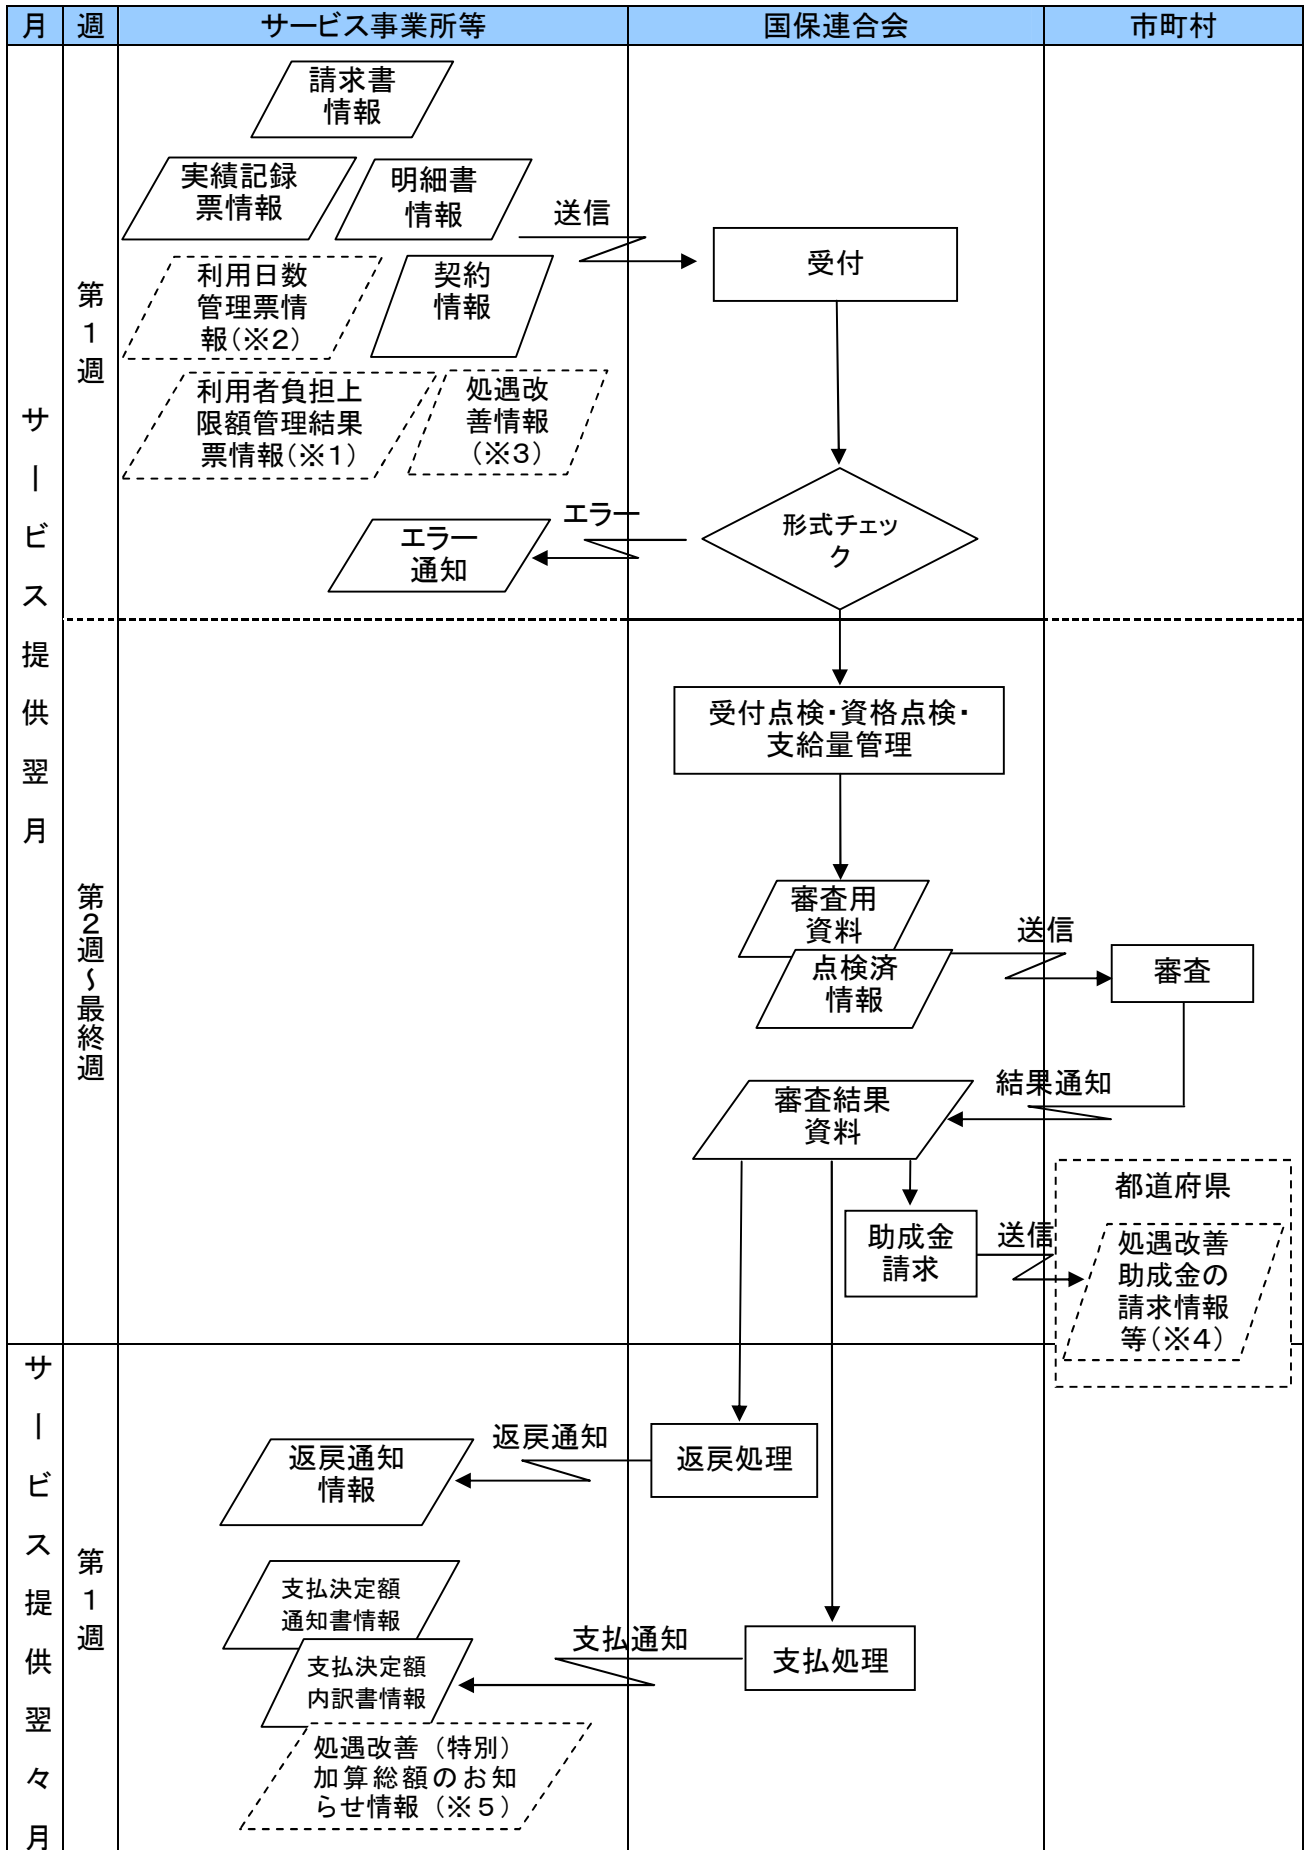 月 週 サービス事業所等 国保連合会 市町村
サービス提供翌月
第1週
請求書
情報
実績記録
票情報
明細書
情報
送信
受付
利用日数
管理票情
報(※2)
契約
情報
利用者負担上
限額管理結果
票情報(※1)
処遇改
善情報
(※3)
エラー
エラー
通知
形式チェッ
ク
第2週～最終週
受付点検・資格点検・
支給量管理
審査用
資料
点検済
情報
送信
審査
結果通知
審査結果
資料
都道府県
助成金
請求
送信
処遇改善
助成金の
請求情報
等(※4)
サービス提供翌々月
第1週
返戻通知
返戻通知
情報
返戻処理
支払決定額
通知書情報
支払通知
支払処理
支払決定額
内訳書情報
処遇改善（特別）
加算総額のお知
らせ情報（※５）